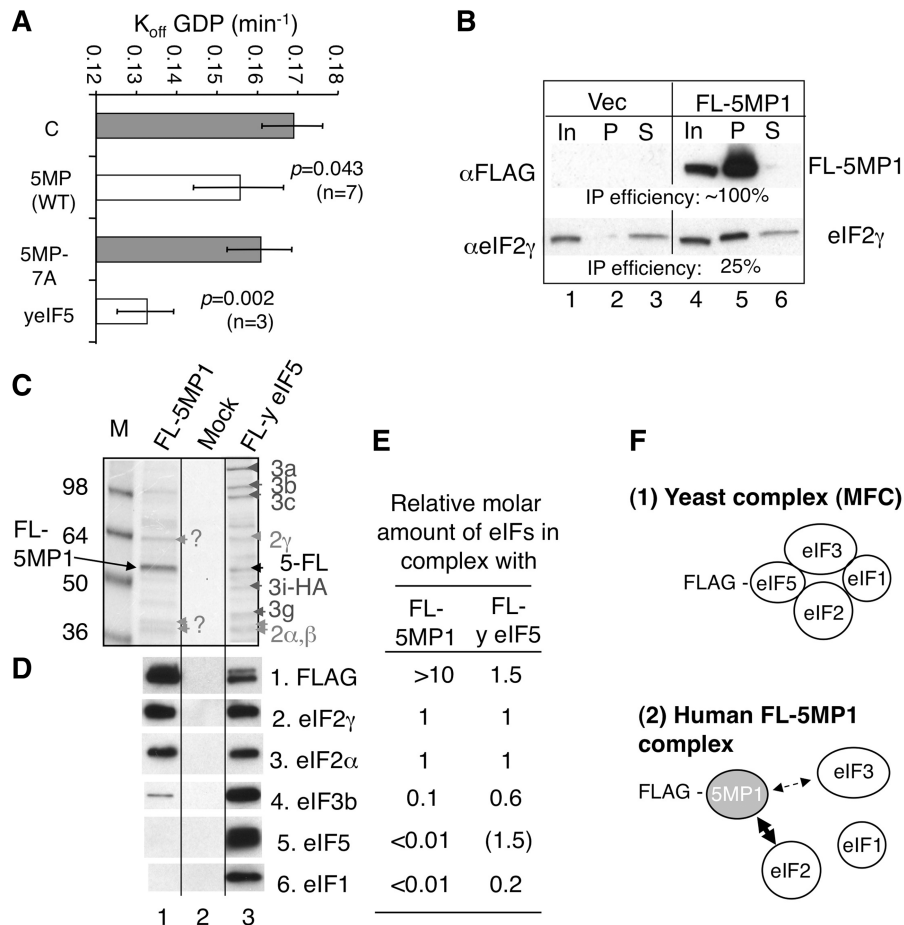 A
K_off GDP (min⁻¹)
0.12 0.13 0.14 0.15 0.16 0.17 0.18
C
5MP
(WT)
p=0.043
(n=7)
5MP-
7A
yeIF5
p=0.002
(n=3)
B
Vec FL-5MP1
In P S In P S
αFLAG FL-5MP1
IP efficiency: ~100%
αeIF2γ eIF2γ
IP efficiency: 25%
1 2 3 4 5 6
C
M FL-5MP1 Mock FL-y eIF5
98
64
50
36
FL-
5MP1
?
?
3a
3b
3c
2γ
5-FL
3i-HA
3g
2α,β
D
1. FLAG
2. eIF2γ
3. eIF2α
4. eIF3b
5. eIF5
6. eIF1
1 2 3
E
Relative molar
amount of eIFs in
complex with
FL- FL-
5MP1 y eIF5
>10 1.5
1 1
1 1
0.1 0.6
<0.01 (1.5)
<0.01 0.2
F
(1) Yeast complex (MFC)
eIF3
FLAG - eIF5 eIF1
eIF2
(2) Human FL-5MP1
complex
eIF3
FLAG - 5MP1
eIF1
eIF2